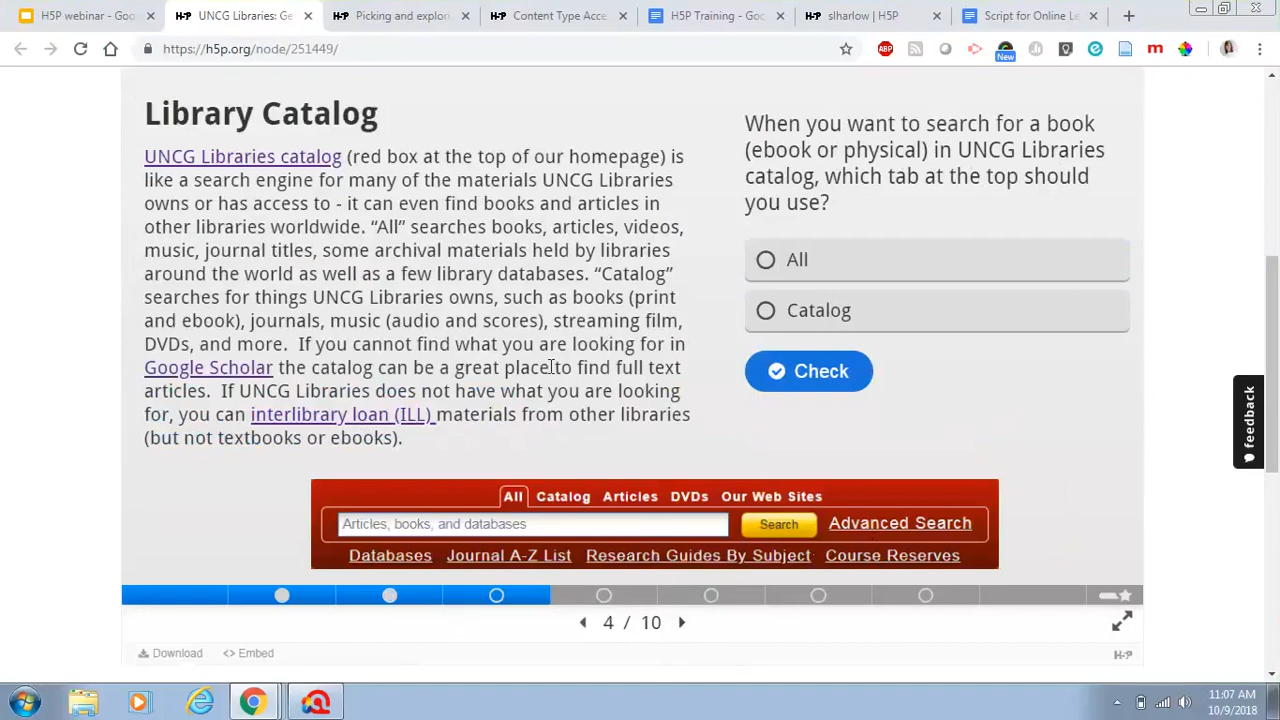 H5P webinar - Goo
UNCG Libraries: Ge
Picking and explo
Content Type Acce
H5P Training - Goo
slharlow | H5P
Script for Online Le
https://h5p.org/node/251449/
ABP
New
m
Library Catalog
UNCG Libraries catalog (red box at the top of our homepage) is
like a search engine for many of the materials UNCG Libraries
owns or has access to - it can even find books and articles in
other libraries worldwide. “All” searches books, articles, videos,
music, journal titles, some archival materials held by libraries
around the world as well as a few library databases. “Catalog”
searches for things UNCG Libraries owns, such as books (print
and ebook), journals, music (audio and scores), streaming film,
DVDs, and more. If you cannot find what you are looking for in
Google Scholar the catalog can be a great place to find full text
articles. If UNCG Libraries does not have what you are looking
for, you can interlibrary loan (ILL) materials from other libraries
(but not textbooks or ebooks).
When you want to search for a book
(ebook or physical) in UNCG Libraries
catalog, which tab at the top should
you use?
All
Catalog
Check
feedback
All Catalog Articles DVDs Our Web Sites
Articles, books, and databases Search Advanced Search
Databases Journal A-Z List Research Guides By Subject Course Reserves
4 / 10
Download <> Embed
H5P
11:07 AM
10/9/2018